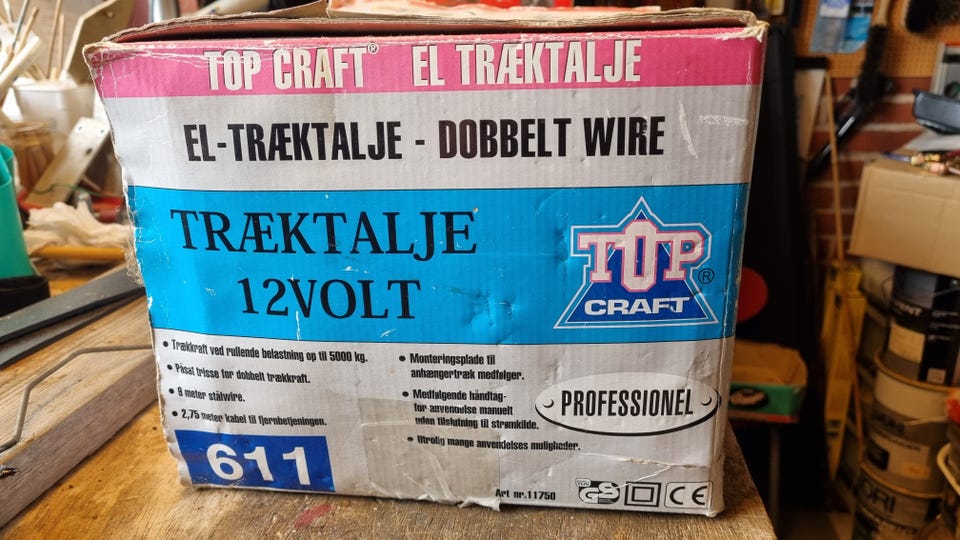 TOP CRAFT® EL TRÆKTALJE
EL-TRÆKTALJE - DOBBELT WIRE
TRÆKTALJE
12VOLT
TOP®
CRAFT
• Trækkraft ved rullende belastning op til 5000 kg.
• Påsat trisse for dobbelt trækkraft.
• 9 meter stålwire.
• 2,75 meter kabel til fjernbetjeningen.
• Monteringsplade til
anhængertræk medfølger.
• Medfølgende håndtag-
for anvendelse manuelt
uden tilslutning til strømkilde.
• Utrolig mange anvendelses muligheder.
PROFESSIONEL
611
Art nr.11750
GS
CE